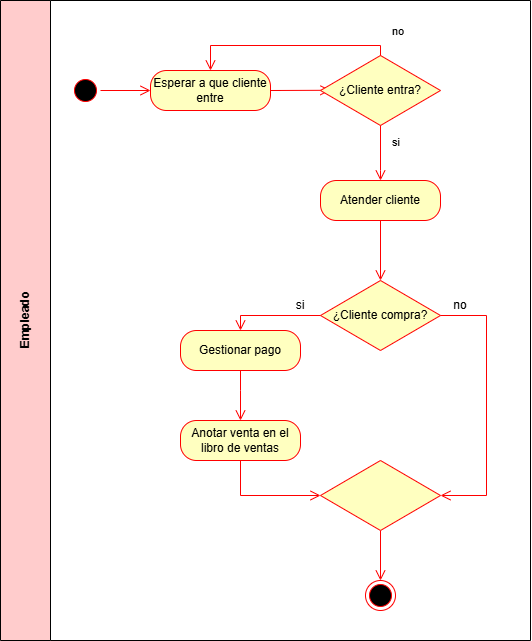 no
Esperar a que cliente
entre
¿Cliente entra?
si
Atender cliente
Empleado
si
¿Cliente compra?
no
Gestionar pago
Anotar venta en el
libro de ventas